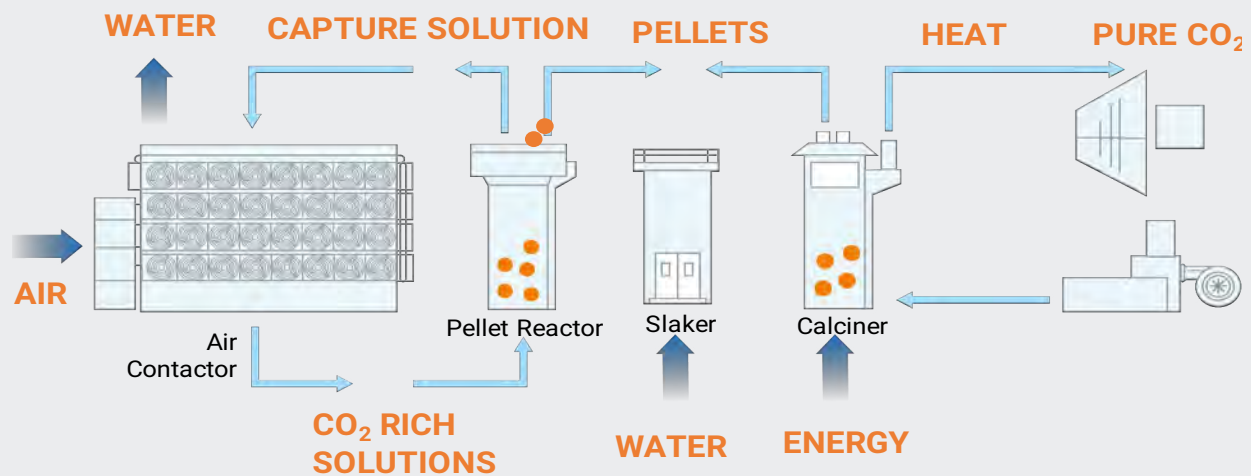 WATER
CAPTURE SOLUTION
PELLETS
HEAT
PURE CO₂
AIR
Air
Contactor
Pellet Reactor
Slaker
Calciner
CO₂ RICH
SOLUTIONS
WATER
ENERGY